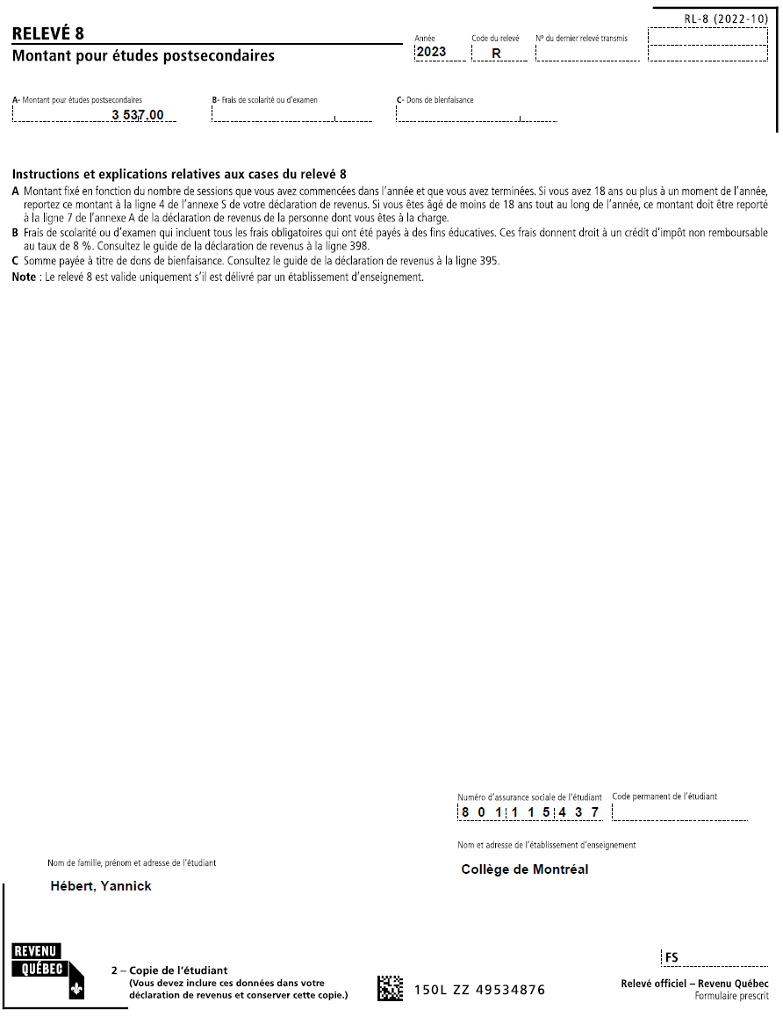 RL-8 (2022-10)
RELEVÉ 8
Montant pour études postsecondaires
Année
Code du relevé
Nº du dernier relevé transmis
2023
R
A- Montant pour études postsecondaires
B- Frais de scolarité ou d'examen
C- Dons de bienfaisance
3 537,00
Instructions et explications relatives aux cases du relevé 8
A Montant fixé en fonction du nombre de sessions que vous avez commencées dans l'année et que vous avez terminées. Si vous avez 18 ans ou plus à un moment de l'année,
reportez ce montant à la ligne 4 de l'annexe S de votre déclaration de revenus. Si vous êtes âgé de moins de 18 ans tout au long de l'année, ce montant doit être reporté
à la ligne 7 de l'annexe A de la déclaration de revenus de la personne dont vous êtes à la charge.
B Frais de scolarité ou d'examen qui incluent tous les frais obligatoires qui ont été payés à des fins éducatives. Ces frais donnent droit à un crédit d'impôt non remboursable
au taux de 8 %. Consultez le guide de la déclaration de revenus à la ligne 398.
C Somme payée à titre de dons de bienfaisance. Consultez le guide de la déclaration de revenus à la ligne 395.
Note : Le relevé 8 est valide uniquement s'il est délivré par un établissement d'enseignement.
Numéro d'assurance sociale de l'étudiant
Code permanent de l'étudiant
8 0 1 1 1 5 4 3 7
Nom et adresse de l'établissement d'enseignement
Collège de Montréal
Nom de famille, prénom et adresse de l'étudiant
Hébert, Yannick
REVENU
QUÉBEC
2 – Copie de l'étudiant
(Vous devez inclure ces données dans votre
déclaration de revenus et conserver cette copie.)
150L ZZ 49534876
FS
Relevé officiel – Revenu Québec
Formulaire prescrit